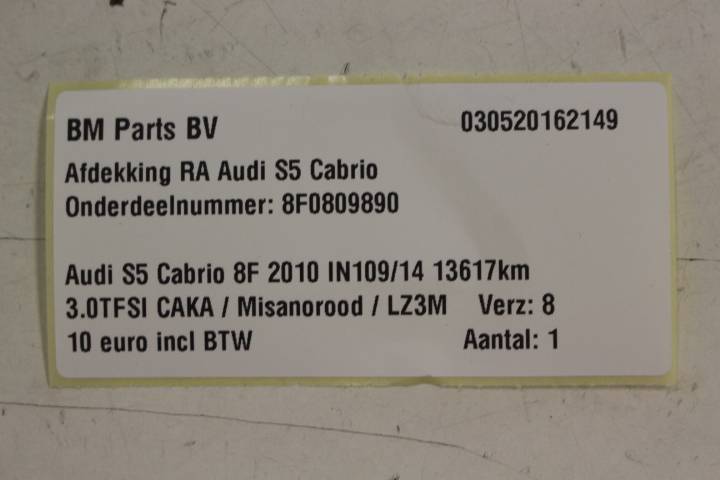 BM Parts BV 030520162149
Afdekking RA Audi S5 Cabrio
Onderdeelnummer: 8F0809890
Audi S5 Cabrio 8F 2010 IN109/14 13617km
3.0TFSI CAKA / Misanorood / LZ3M Verz: 8
10 euro incl BTW Aantal: 1